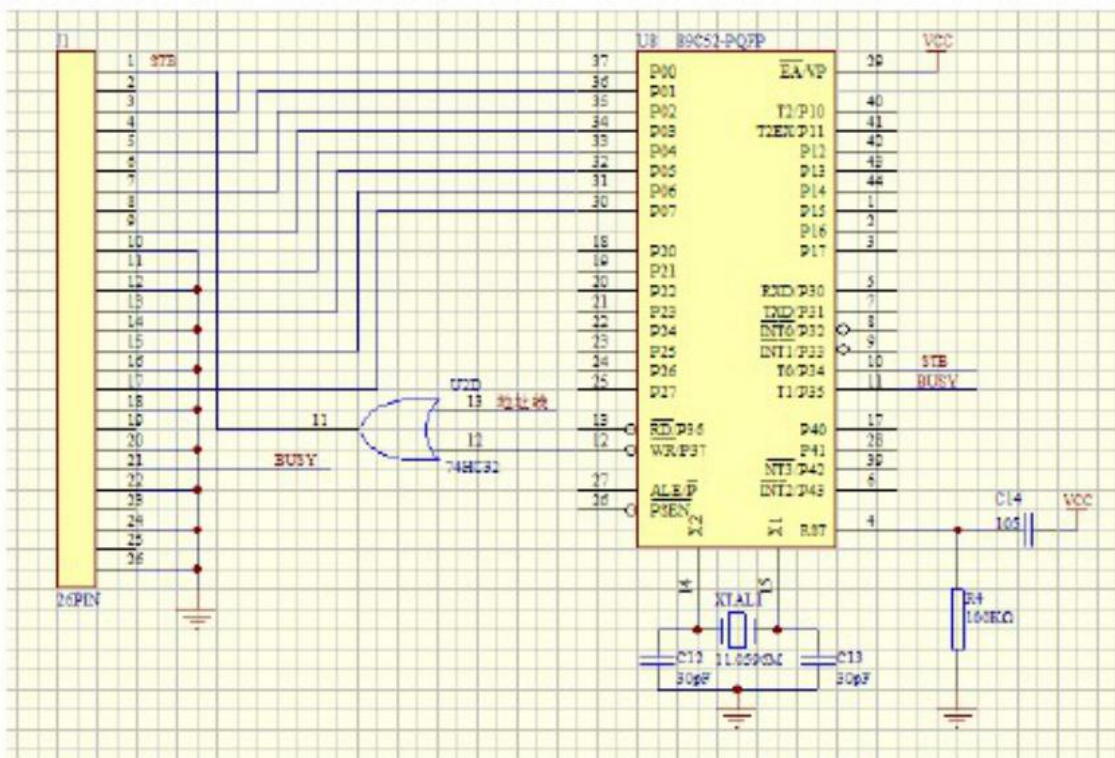 J1
1 STB
2
3
4
5
6
7
8
9
10
11
12
13
14
15
16
17
18
19
20
21 BUSY
22
23
24
25
26
26PIN
U2D
13 地址线
12
11
74HC32
U8 89C52-PQFP
37 P00
36 P01
35 P02
34 P03
33 P04
32 P05
31 P06
30 P07
18 P20
19 P21
20 P22
21 P23
22 P24
23 P25
24 P26
25 P27
13 RD/P36
12 WR/P37
27 ALE/P
26 PSEN
EA/VP 29 VCC
T2/P10 40
T2EX/P11 41
P12
P13 43
P14 44
P15 1
P16 2
P17 3
RXD/P30 5
TXD/P31 7
INT0/P32 8
INT1/P33 9
T0/P34 10 STB
T1/P35 11 BUSY
P40 17
P41 28
P42 39
INT2/P43 6
RST 4
X2
X1
14
15
XTAL1
11.0596M
C12
30pF
C13
30pF
C14
105
VCC
R4
100KΩ